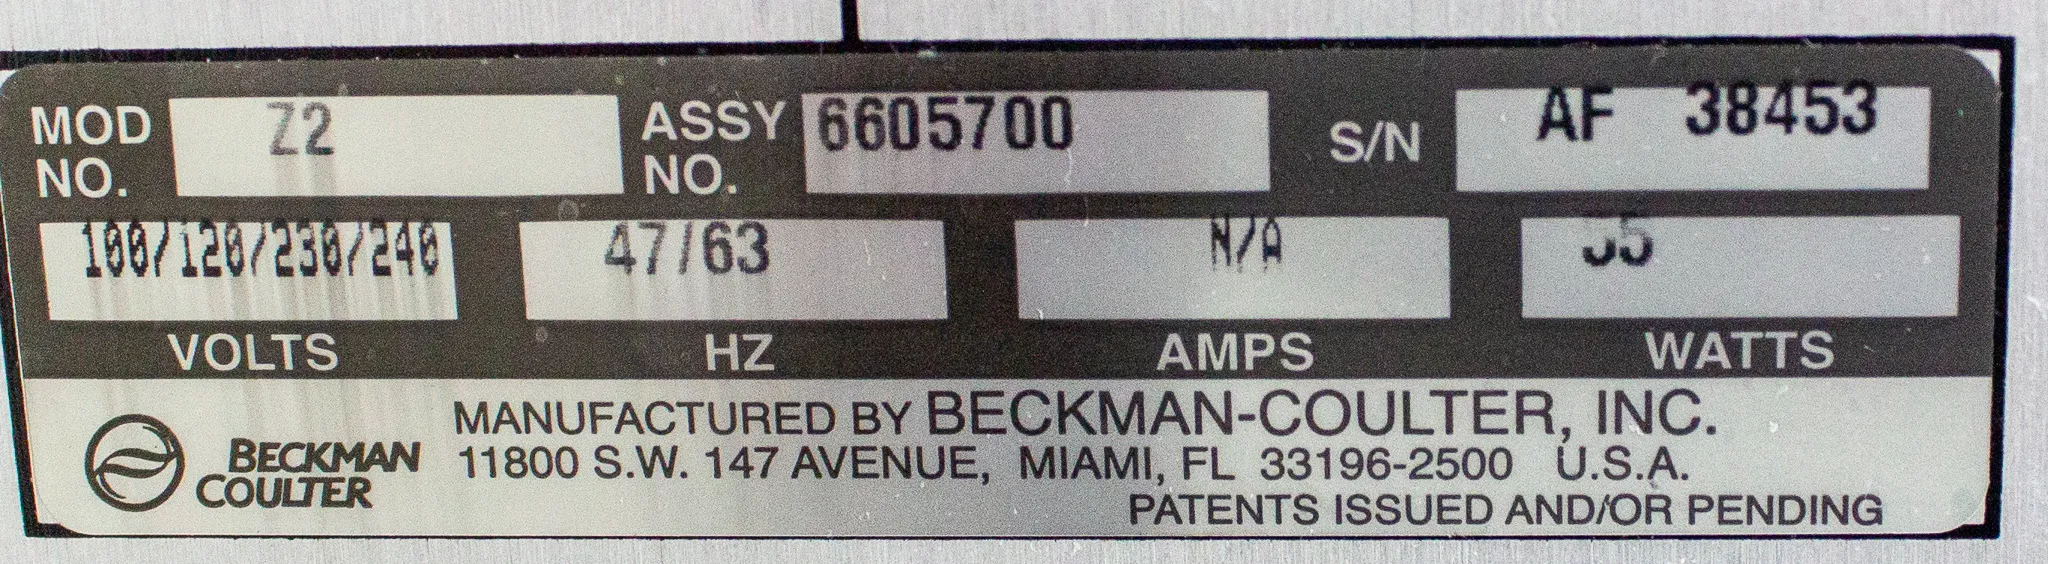 MOD NO. Z2 ASSY NO. 6605700 S/N AF 38453
100/120/230/240 47/63 N/A
VOLTS HZ AMPS WATTS
MANUFACTURED BY BECKMAN-COULTER, INC.
BECKMAN COULTER 11800 S.W. 147 AVENUE, MIAMI, FL 33196-2500 U.S.A.
PATENTS ISSUED AND/OR PENDING